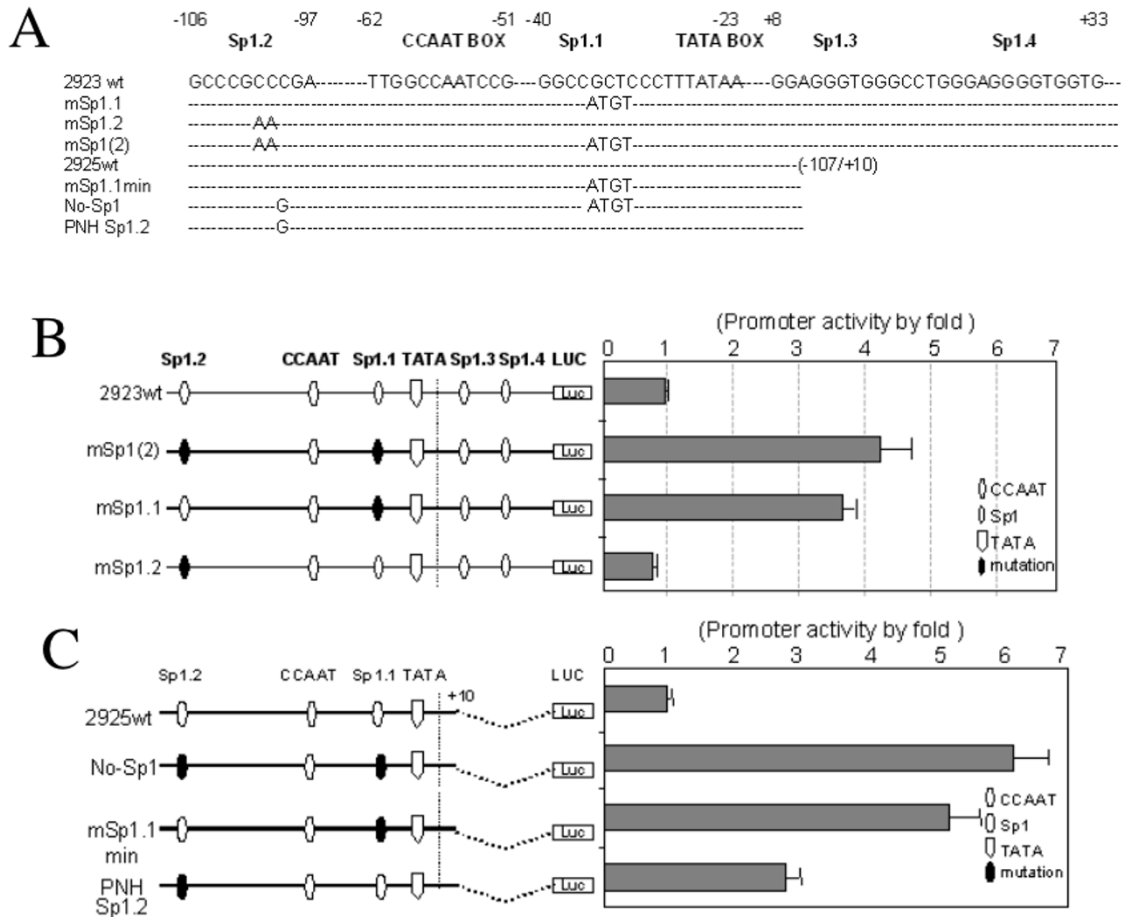 A
-106 -97 -62 -51 -40 -23 +8 +33
Sp1.2 CCAAT BOX Sp1.1 TATA BOX Sp1.3 Sp1.4
2923 wt GCCCGCCCGA--------TTGGCCAATCCG----GGCCGCTCCCTTTATAA----GGAGGGTGGGCCTGGGAGGGGTGGTG--
mSp1.1 ATGT
mSp1.2 AA
mSp1(2) AA ATGT
2925wt (-107/+10)
mSp1.1min ATGT
No-Sp1 G ATGT
PNH Sp1.2 G
B
(Promoter activity by fold )
Sp1.2 CCAAT Sp1.1 TATA Sp1.3 Sp1.4 LUC
0 1 2 3 4 5 6 7
2923wt Luc
mSp1(2) Luc
mSp1.1 Luc
mSp1.2 Luc
CCAAT
Sp1
TATA
mutation
C
(Promoter activity by fold )
Sp1.2 CCAAT Sp1.1 TATA LUC
0 1 2 3 4 5 6 7
+10
2925wt Luc
No-Sp1 Luc
mSp1.1 Luc
min
PNH Luc
Sp1.2
CCAAT
Sp1
TATA
mutation